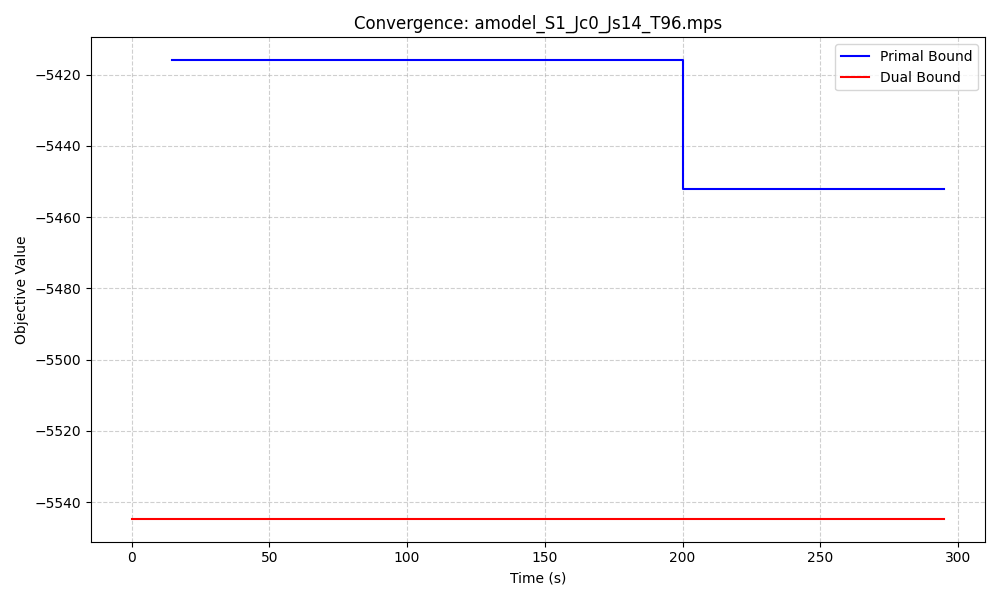 Convergence: amodel_S1_Jc0_Js14_T96.mps
Primal Bound
Dual Bound
Objective Value
−5420
−5440
−5460
−5480
−5500
−5520
−5540
0 50 100 150 200 250 300
Time (s)